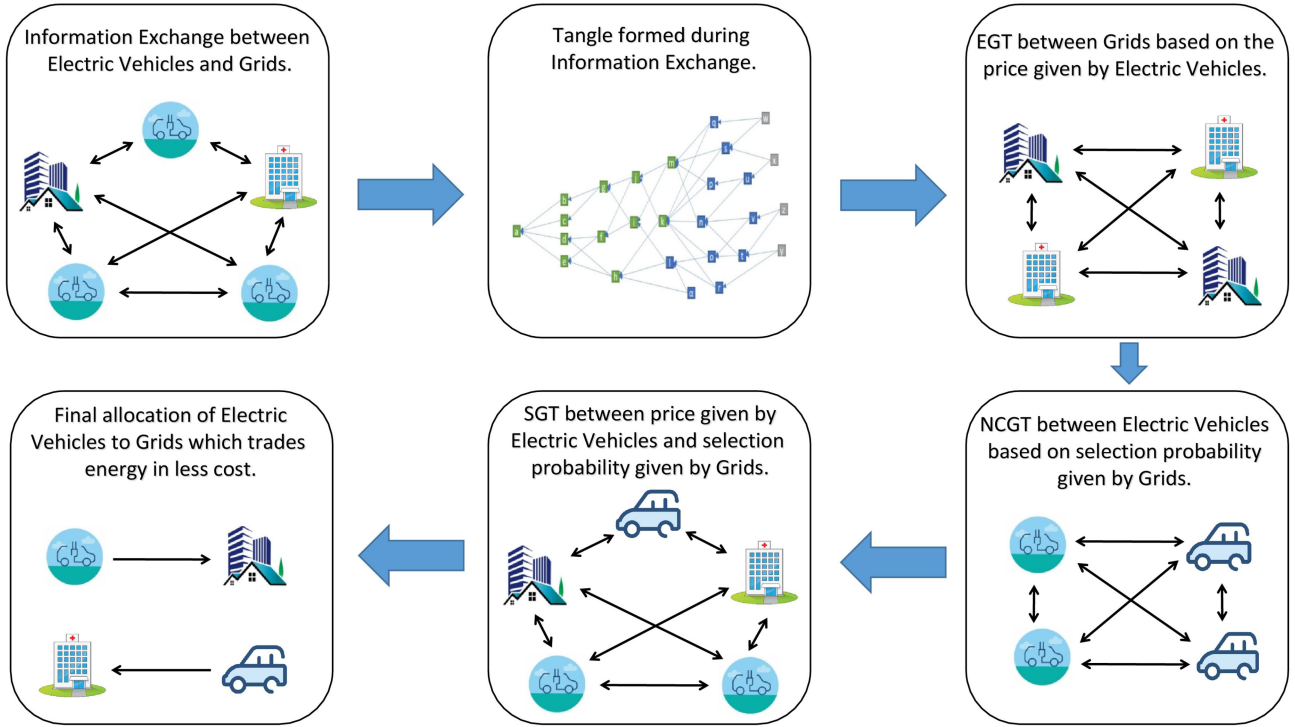 Information Exchange between
Electric Vehicles and Grids.
Tangle formed during
Information Exchange.
EGT between Grids based on the
price given by Electric Vehicles.
NCGT between Electric Vehicles
based on selection probability
given by Grids.
SGT between price given by
Electric Vehicles and selection
probability given by Grids.
Final allocation of Electric
Vehicles to Grids which trades
energy in less cost.